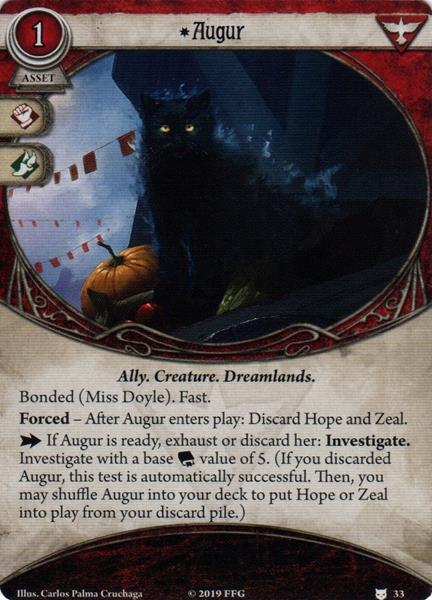 1
✷Augur
ASSET
Ally. Creature. Dreamlands.
Bonded (Miss Doyle). Fast.
Forced – After Augur enters play: Discard Hope and Zeal.
If Augur is ready, exhaust or discard her: Investigate.
Investigate with a base value of 5. (If you discarded
Augur, this test is automatically successful. Then, you
may shuffle Augur into your deck to put Hope or Zeal
into play from your discard pile.)
Illus. Carlos Palma Cruchaga © 2019 FFG 33